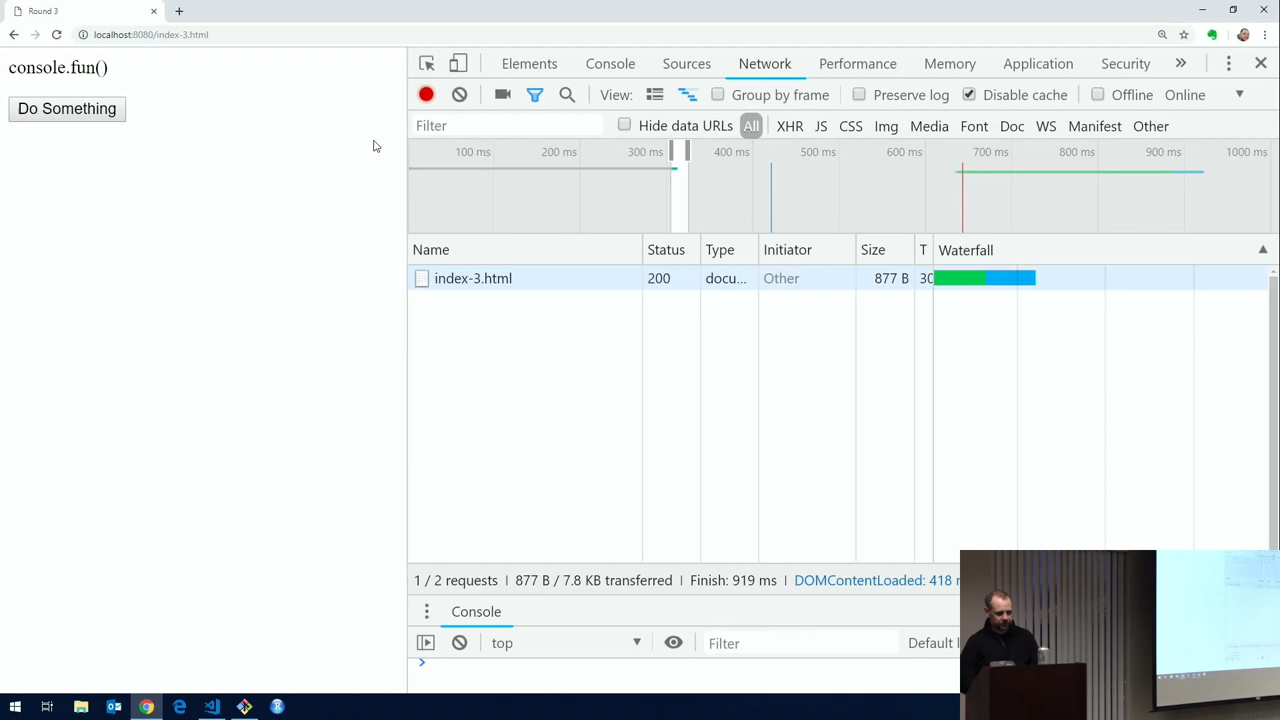 Round 3
localhost:8080/index-3.html
console.fun()
Do Something
Elements Console Sources Network Performance Memory Application Security
View: Group by frame Preserve log Disable cache Offline Online
Filter Hide data URLs All XHR JS CSS Img Media Font Doc WS Manifest Other
100 ms 200 ms 300 ms 400 ms 500 ms 600 ms 700 ms 800 ms 900 ms 1000 ms
Name Status Type Initiator Size T Waterfall
index-3.html 200 docu... Other 877 B 30
1 / 2 requests 877 B / 7.8 KB transferred Finish: 919 ms DOMContentLoaded: 418
Console
top Filter Default